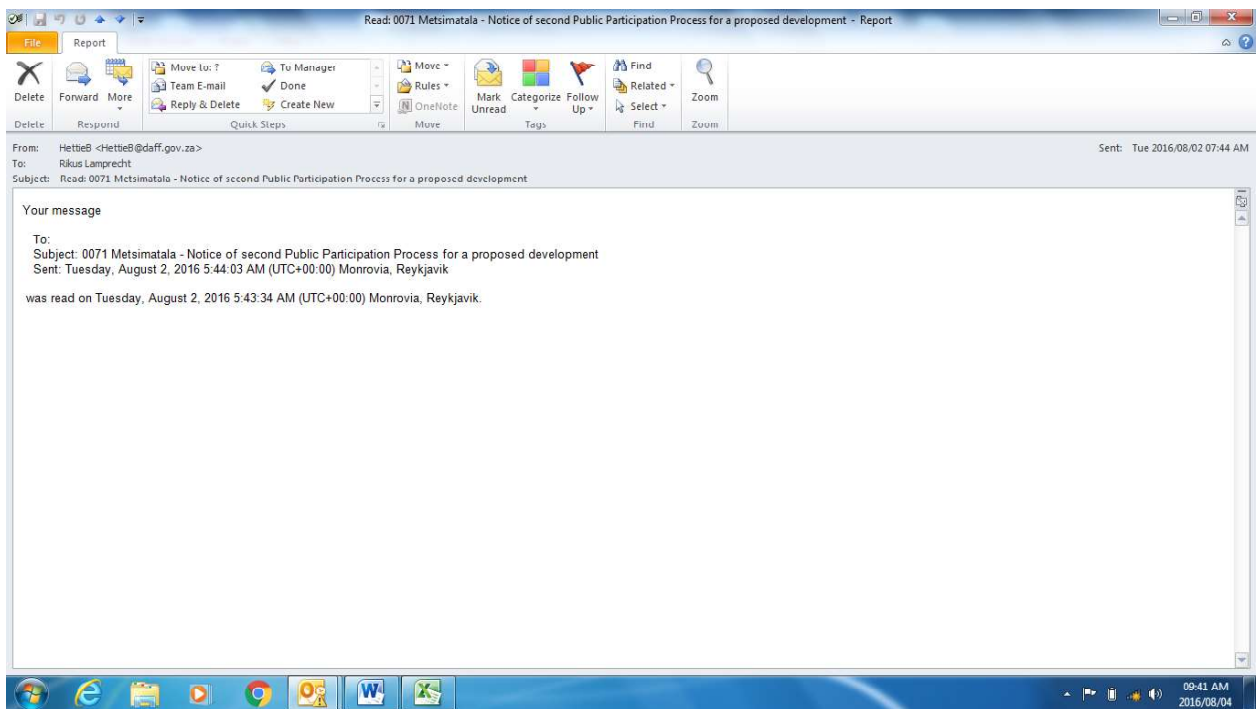 Read: 0071 Metsimatala - Notice of second Public Participation Process for a proposed development - Report
File Report
Move to: ? To Manager Move Find
Team E-mail Done Rules Related
Delete Forward More Reply & Delete Create New OneNote Mark Unread Categorize Follow Up Select Zoom
Delete Respond Quick Steps Move Tags Find Zoom
From: HettieB <HettieB@daff.gov.za> Sent: Tue 2016/08/02 07:44 AM
To: Rikus Lamprecht
Subject: Read: 0071 Metsimatala - Notice of second Public Participation Process for a proposed development
Your message
To:
Subject: 0071 Metsimatala - Notice of second Public Participation Process for a proposed development
Sent: Tuesday, August 2, 2016 5:44:03 AM (UTC+00:00) Monrovia, Reykjavik
was read on Tuesday, August 2, 2016 5:43:34 AM (UTC+00:00) Monrovia, Reykjavik.
09:41 AM
2016/08/04